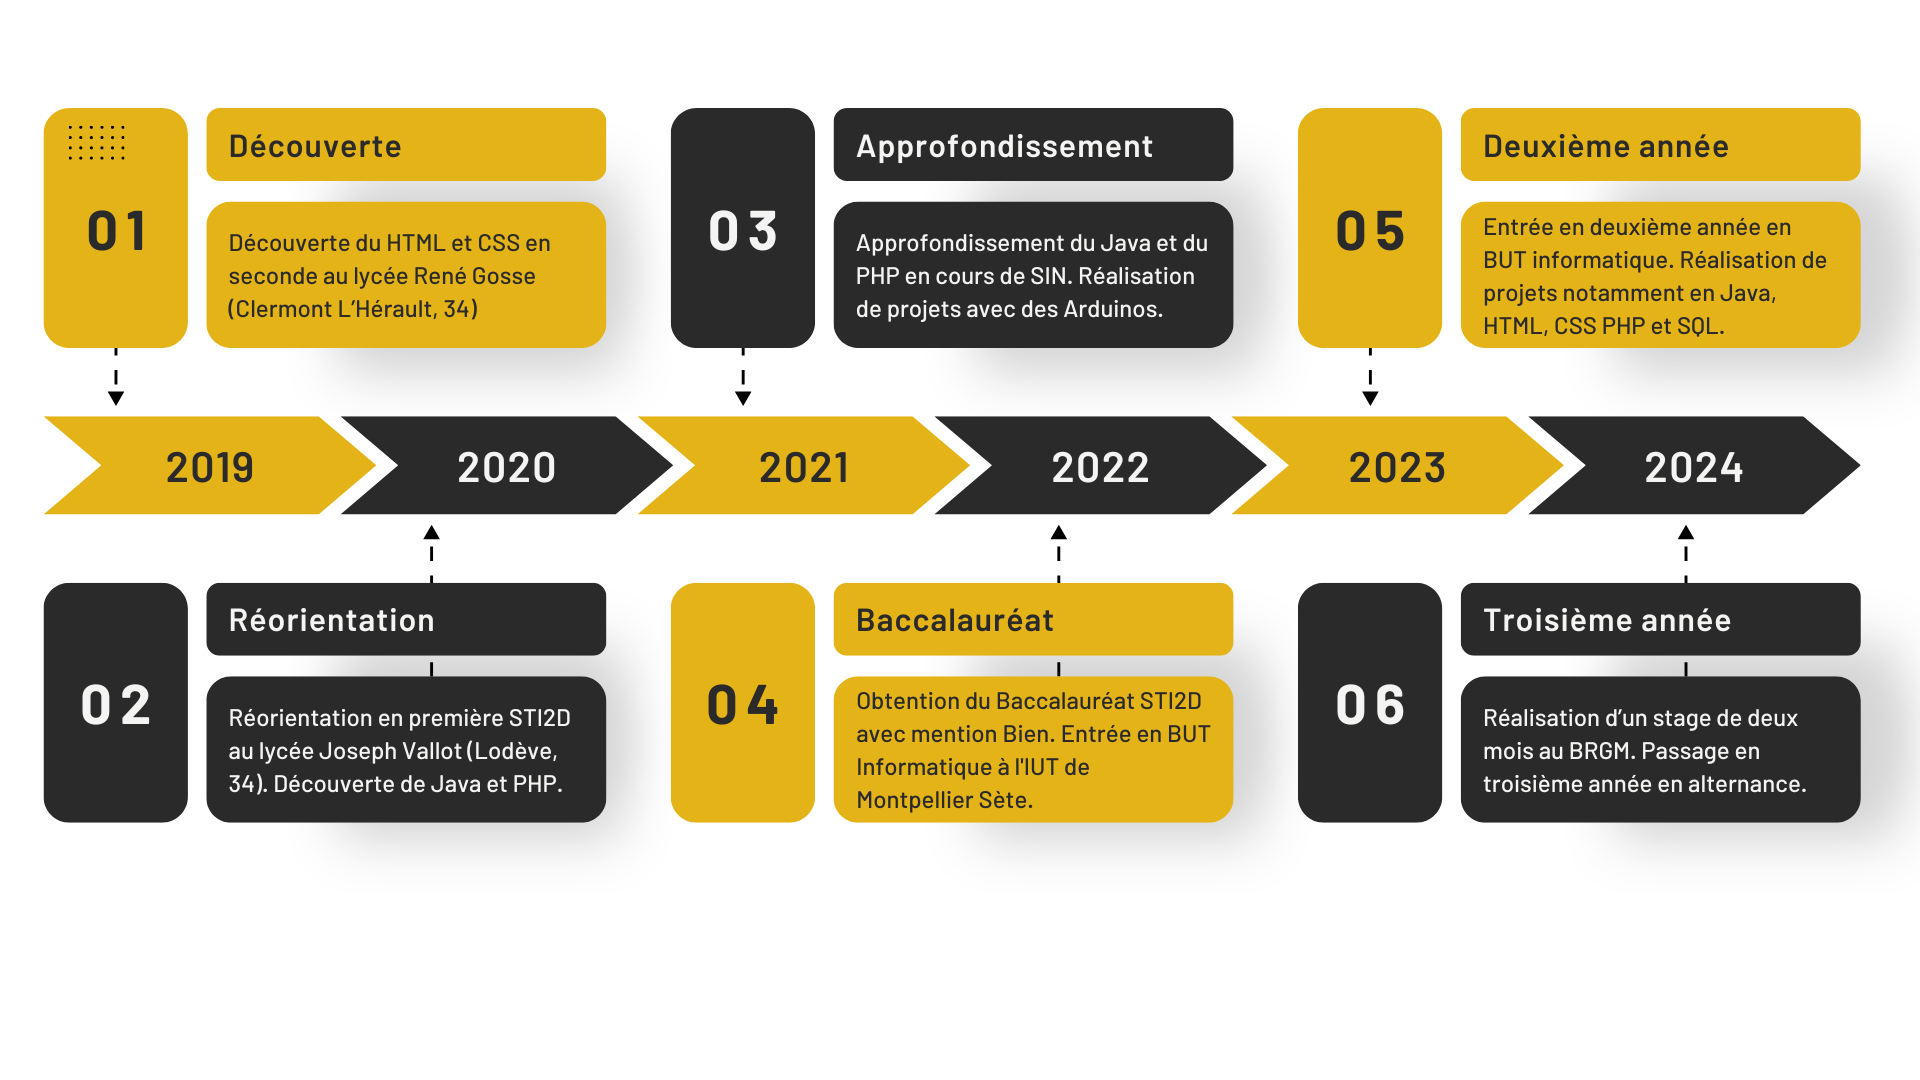 01
Découverte
Découverte du HTML et CSS en
seconde au lycée René Gosse
(Clermont L’Hérault, 34)
03
Approfondissement
Approfondissement du Java et du
PHP en cours de SIN. Réalisation
de projets avec des Arduinos.
05
Deuxième année
Entrée en deuxième année en
BUT informatique. Réalisation de
projets notamment en Java,
HTML, CSS PHP et SQL.
2019
2020
2021
2022
2023
2024
02
Réorientation
Réorientation en première STI2D
au lycée Joseph Vallot (Lodève,
34). Découverte de Java et PHP.
04
Baccalauréat
Obtention du Baccalauréat STI2D
avec mention Bien. Entrée en BUT
Informatique à l'IUT de
Montpellier Sète.
06
Troisième année
Réalisation d’un stage de deux
mois au BRGM. Passage en
troisième année en alternance.